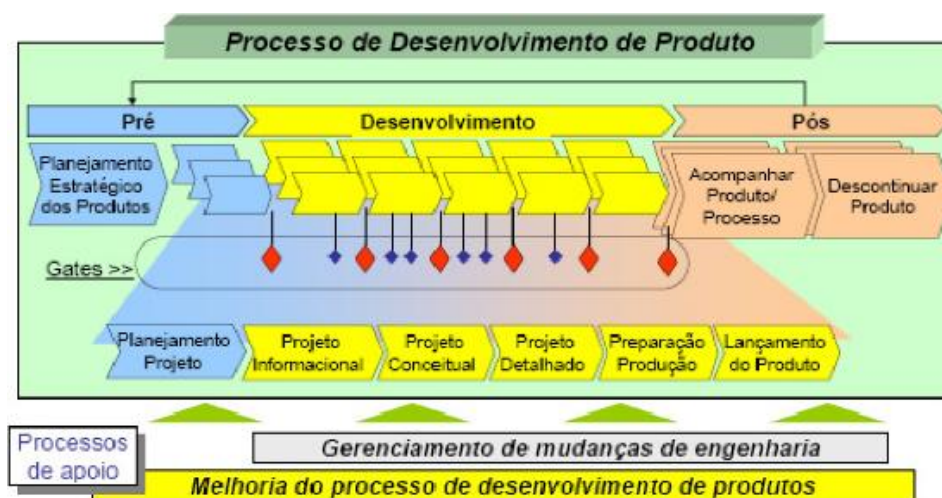 Processo de Desenvolvimento de Produto
Pré
Desenvolvimento
Pós
Planejamento
Estratégico
dos Produtos
Acompanhar
Produto/
Processo
Descontinuar
Produto
Gates >>
Planejamento
Projeto
Projeto
Informacional
Projeto
Conceitual
Projeto
Detalhado
Preparação
Produção
Lançamento
do Produto
Processos
de apoio
Gerenciamento de mudanças de engenharia
Melhoria do processo de desenvolvimento de produtos